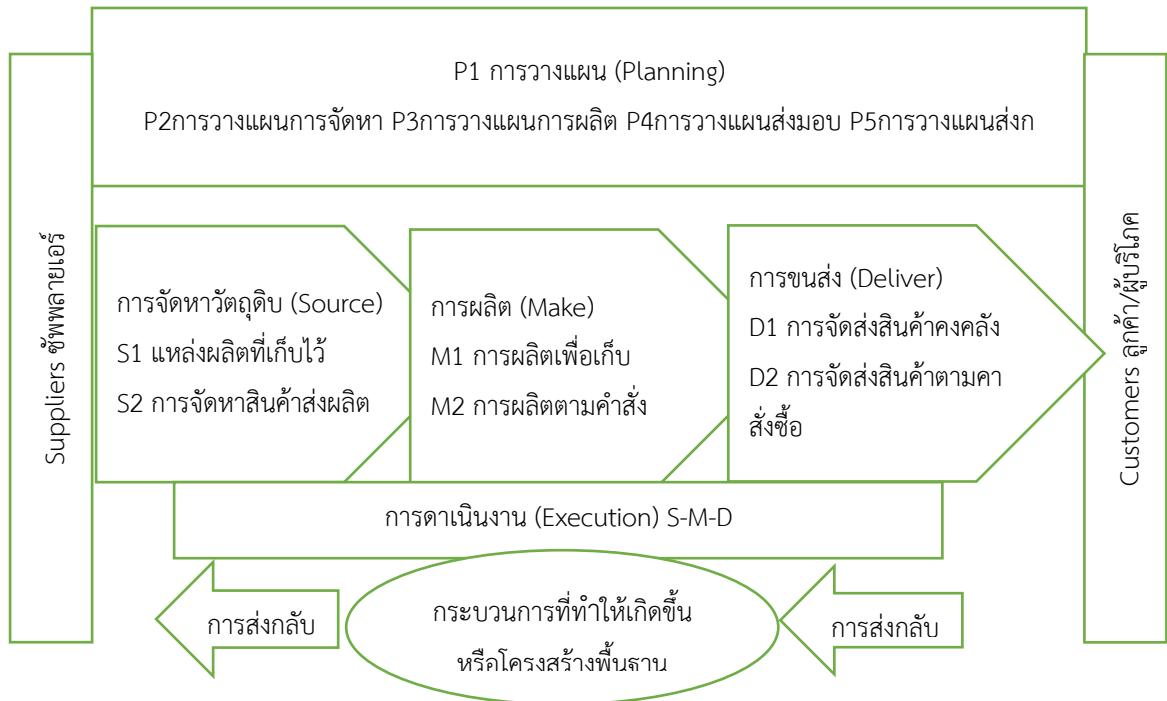 P1 การวางแผน (Planning)
P2การวางแผนการจัดหา P3การวางแผนการผลิต P4การวางแผนส่งมอบ P5การวางแผนส่งก
Suppliers ซัพพลายเอร์
การจัดหาวัตถุดิบ (Source)
S1 แหล่งผลิตที่เก็บไว้
S2 การจัดหาสินค้าส่งผลิต
การผลิต (Make)
M1 การผลิตเพื่อเก็บ
M2 การผลิตตามคำสั่ง
การขนส่ง (Deliver)
D1 การจัดส่งสินค้าคงคลัง
D2 การจัดส่งสินค้าตามคา
สั่งซื้อ
Customers ลูกค้า/ผู้บริโภค
การดาเนินงาน (Execution) S-M-D
การส่งกลับ
กระบวนการที่ทำให้เกิดขึ้น
หรือโครงสร้างพื้นฐาน
การส่งกลับ